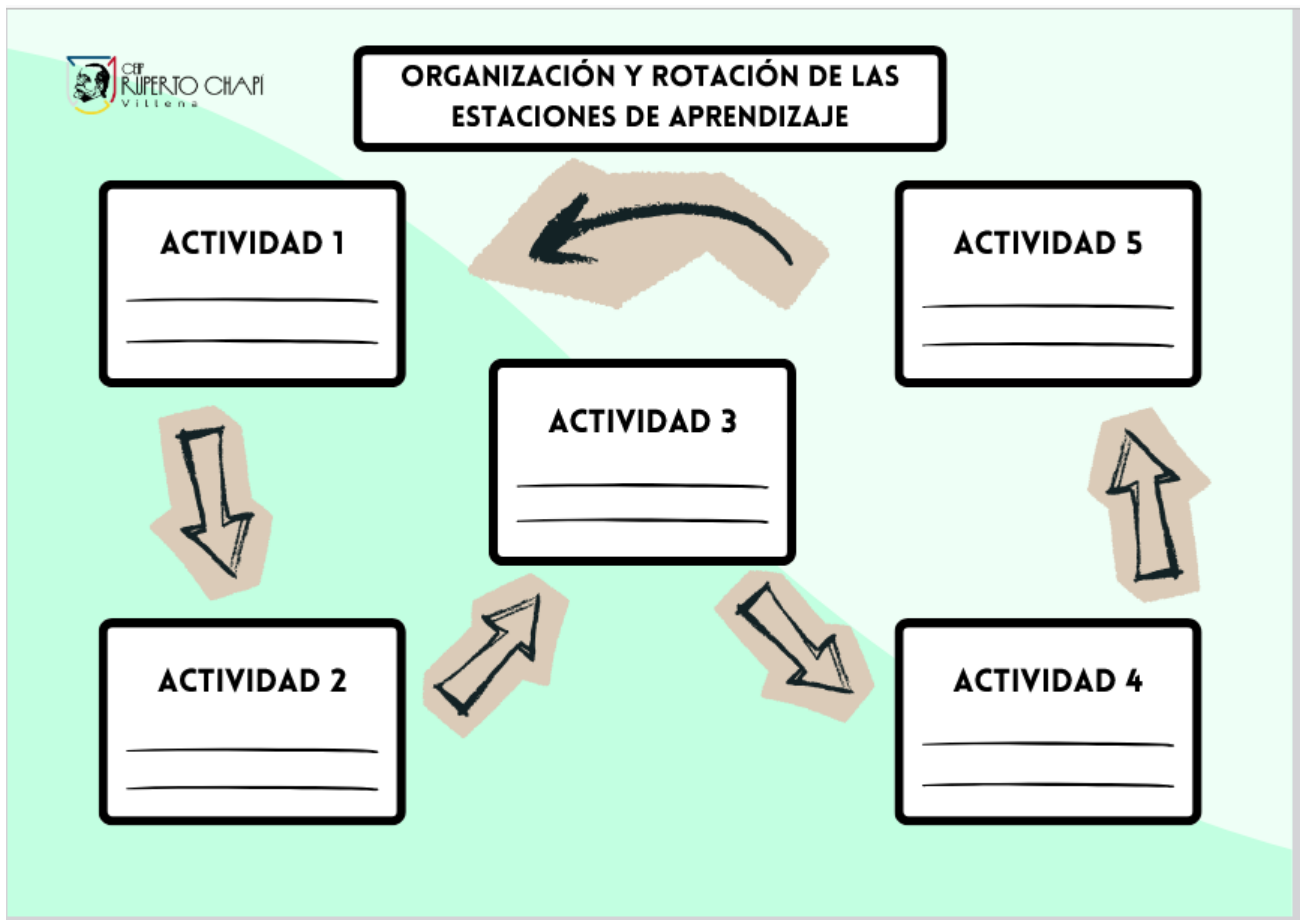 CEIP
RUPERTO CHAPÍ
Villena
ORGANIZACIÓN Y ROTACIÓN DE LAS
ESTACIONES DE APRENDIZAJE
ACTIVIDAD 1
ACTIVIDAD 5
ACTIVIDAD 3
ACTIVIDAD 2
ACTIVIDAD 4